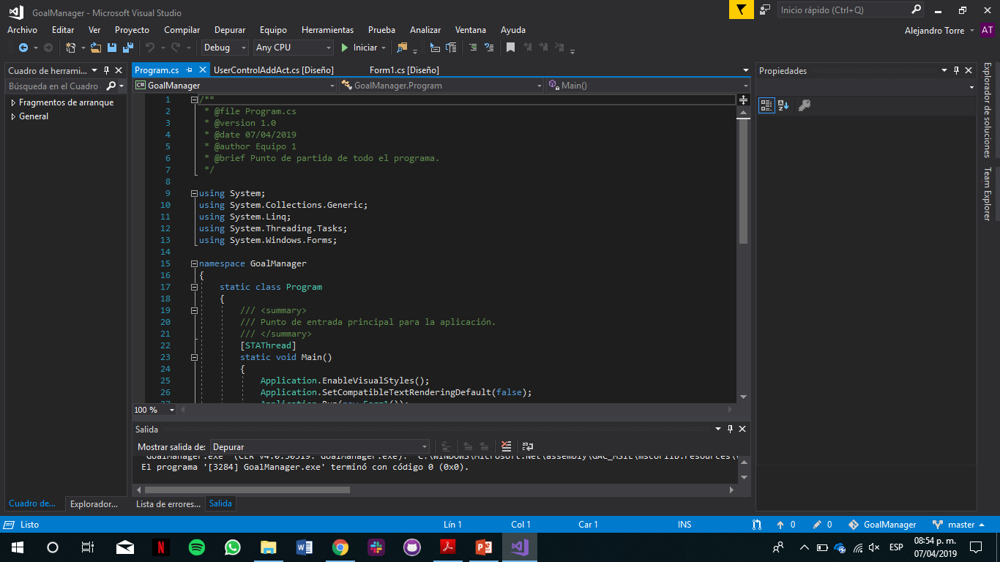 GoalManager - Microsoft Visual Studio
Inicio rápido (Ctrl+Q)
Archivo Editar Ver Proyecto Compilar Depurar Equipo Herramientas Prueba Analizar Ventana Ayuda
Alejandro Torre AT
Debug Any CPU Iniciar
Cuadro de herrami...
Búsqueda en el Cuadro
Fragmentos de arranque
General
Program.cs UserControlAddAct.cs [Diseño] Form1.cs [Diseño]
C# GoalManager GoalManager.Program Main()
1 /**
2 * @file Program.cs
3 * @version 1.0
4 * @date 07/04/2019
5 * @author Equipo 1
6 * @brief Punto de partida de todo el programa.
7 */
8
9 using System;
10 using System.Collections.Generic;
11 using System.Linq;
12 using System.Threading.Tasks;
13 using System.Windows.Forms;
14
15 namespace GoalManager
16 {
17 static class Program
18 {
19 /// <summary>
20 /// Punto de entrada principal para la aplicación.
21 /// </summary>
22 [STAThread]
23 static void Main()
24 {
25 Application.EnableVisualStyles();
26 Application.SetCompatibleTextRenderingDefault(false);
27 Application.Run(new Form1());
100 %
Propiedades
Explorador de soluciones
Team Explorer
Salida
Mostrar salida de: Depurar
El programa '[3284] GoalManager.exe' terminó con código 0 (0x0).
Cuadro de... Explorador... Lista de errores... Salida
Listo Lín 1 Col 1 Car 1 INS 0 0 GoalManager master
ESP
08:54 p. m.
07/04/2019